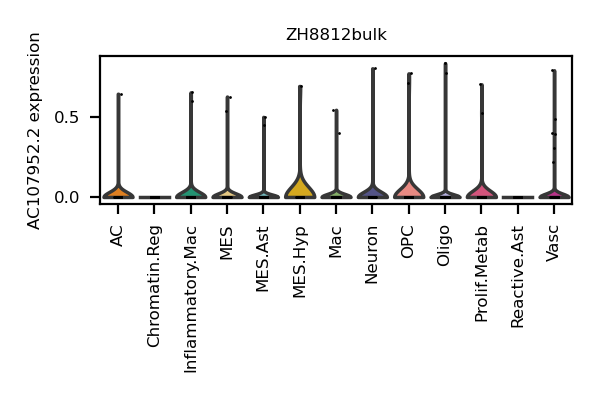 ZH8812bulk
AC107952.2 expression
0.5
0.0
AC
Chromatin.Reg
Inflammatory.Mac
MES
MES.Ast
MES.Hyp
Mac
Neuron
OPC
Oligo
Prolif.Metab
Reactive.Ast
Vasc